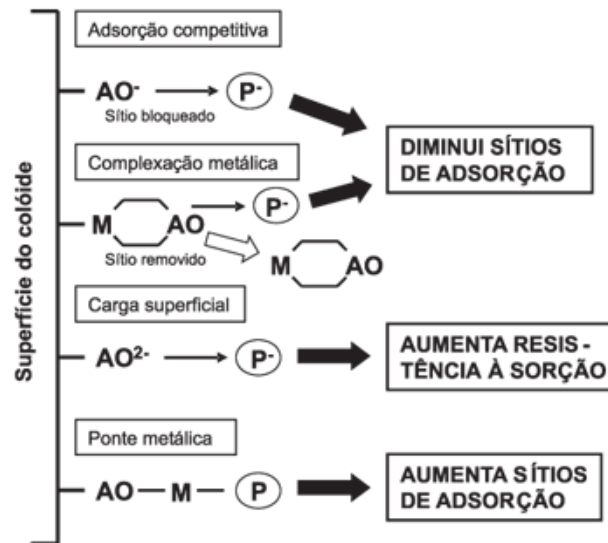 Superfície do colóide
Adsorção competitiva
AO⁻ P⁻
Sítio bloqueado
DIMINUI SÍTIOS
DE ADSORÇÃO
Complexação metálica
P⁻
M AO
Sítio removido
M AO
Carga superficial
AO²⁻ P⁻
AUMENTA RESIS -
TÊNCIA À SORÇÃO
Ponte metálica
AO — M — P
AUMENTA SÍTIOS
DE ADSORÇÃO